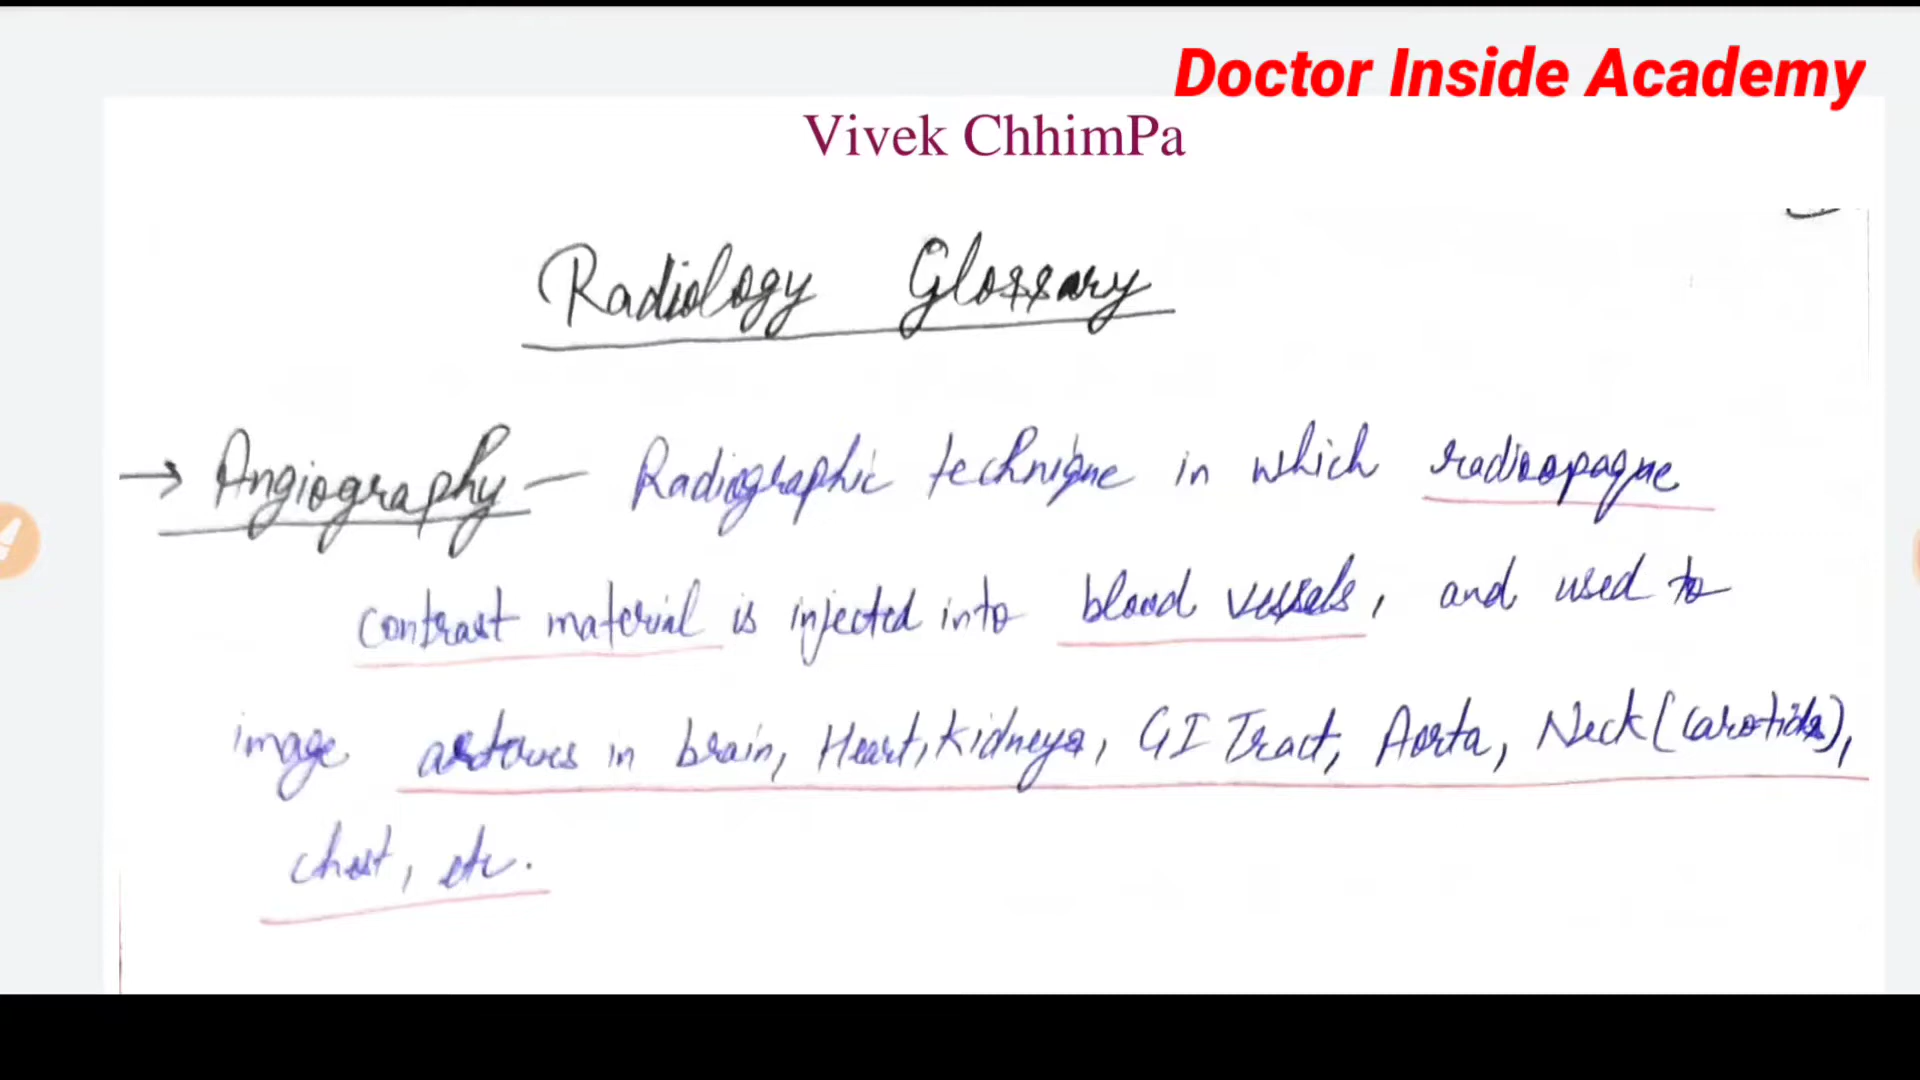 Doctor Inside Academy
Vivek ChhimPa
Radiology Glossary
→ Angiography — Radiographic technique in which radioopaque
contrast material is injected into blood vessels, and used to
image arteries in brain, Heart, kidneys, GI Tract, Aorta, Neck (carotids),
chest, etc.